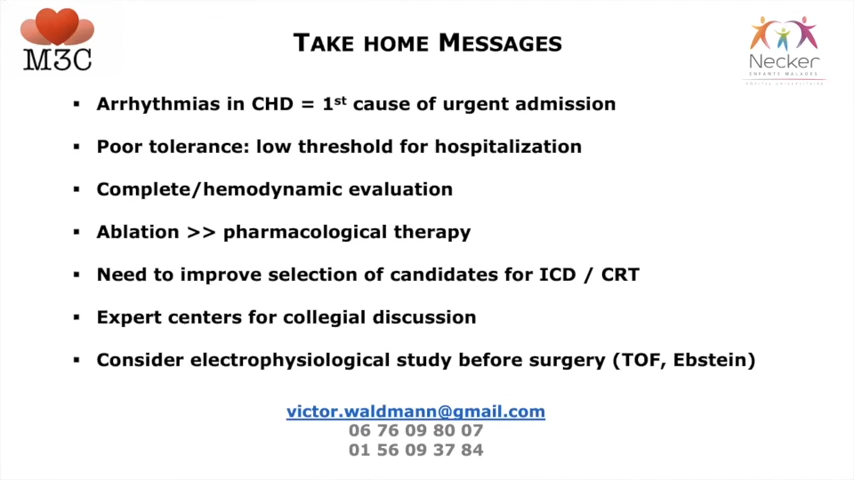 M3C
TAKE HOME MESSAGES
Necker
ENFANTS MALADES
▪ Arrhythmias in CHD = 1st cause of urgent admission
▪ Poor tolerance: low threshold for hospitalization
▪ Complete/hemodynamic evaluation
▪ Ablation >> pharmacological therapy
▪ Need to improve selection of candidates for ICD / CRT
▪ Expert centers for collegial discussion
▪ Consider electrophysiological study before surgery (TOF, Ebstein)
victor.waldmann@gmail.com
06 76 09 80 07
01 56 09 37 84